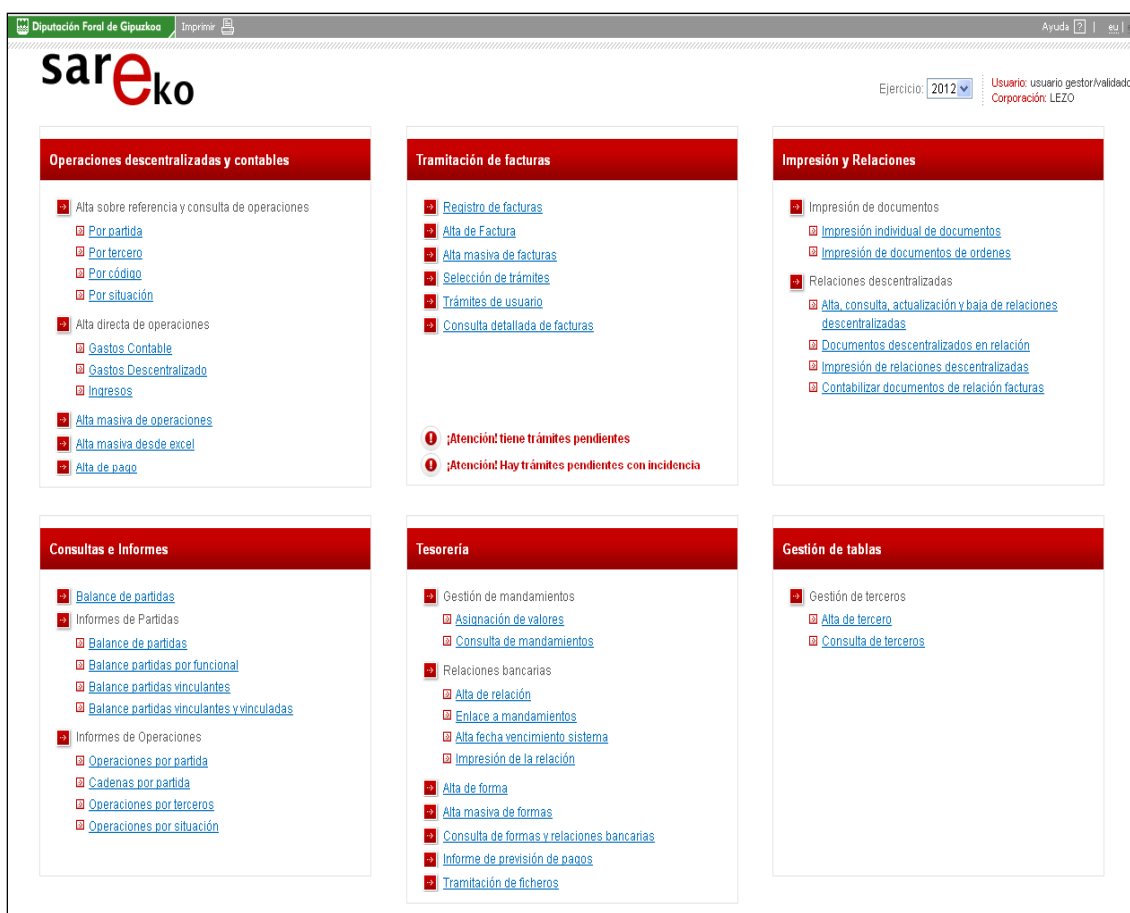 Diputación Foral de Gipuzkoa Imprimir Ayuda ? | eu |
sareko
Ejercicio: 2012 Usuario: usuario gestor/validado
Corporación: LEZO
Operaciones descentralizadas y contables
Alta sobre referencia y consulta de operaciones
Por partida
Por tercero
Por código
Por situación
Alta directa de operaciones
Gastos Contable
Gastos Descentralizado
Ingresos
Alta masiva de operaciones
Alta masiva desde excel
Alta de pago
Tramitación de facturas
Registro de facturas
Alta de Factura
Alta masiva de facturas
Selección de trámites
Trámites de usuario
Consulta detallada de facturas
¡Atención! tiene trámites pendientes
¡Atención! Hay trámites pendientes con incidencia
Impresión y Relaciones
Impresión de documentos
Impresión individual de documentos
Impresión de documentos de ordenes
Relaciones descentralizadas
Alta, consulta, actualización y baja de relaciones
descentralizadas
Documentos descentralizados en relación
Impresión de relaciones descentralizadas
Contabilizar documentos de relación facturas
Consultas e Informes
Balance de partidas
Informes de Partidas
Balance de partidas
Balance partidas por funcional
Balance partidas vinculantes
Balance partidas vinculantes y vinculadas
Informes de Operaciones
Operaciones por partida
Cadenas por partida
Operaciones por terceros
Operaciones por situación
Tesorería
Gestión de mandamientos
Asignación de valores
Consulta de mandamientos
Relaciones bancarias
Alta de relación
Enlace a mandamientos
Alta fecha vencimiento sistema
Impresión de la relación
Alta de forma
Alta masiva de formas
Consulta de formas y relaciones bancarias
Informe de previsión de pagos
Tramitación de ficheros
Gestión de tablas
Gestión de terceros
Alta de tercero
Consulta de terceros